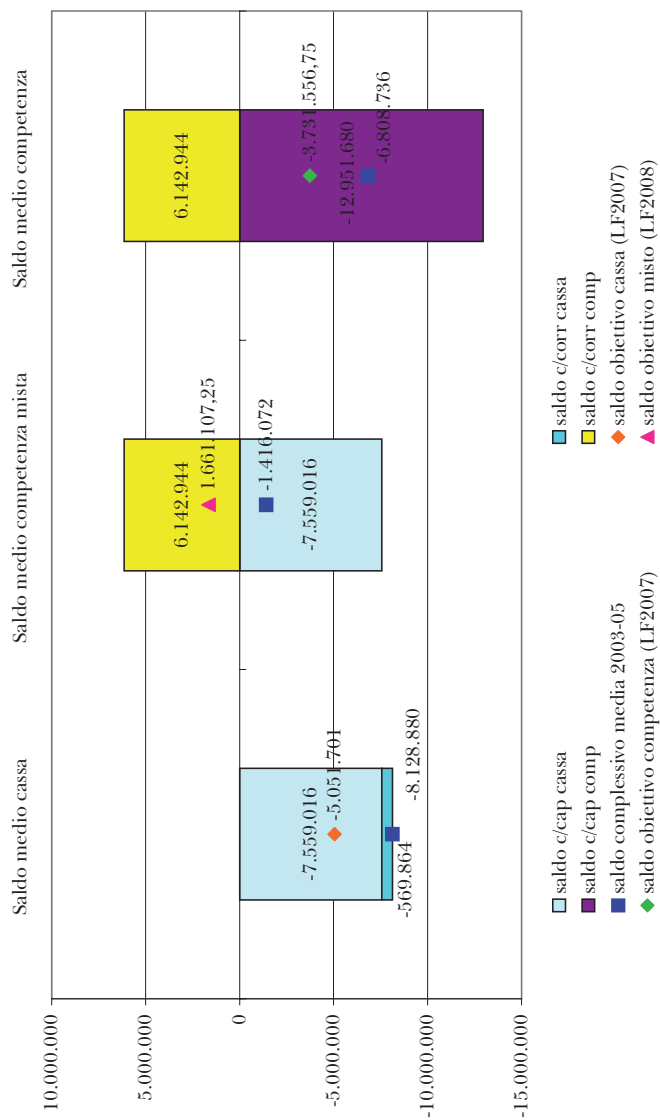 Saldo medio cassa
Saldo medio competenza mista
Saldo medio competenza
10.000.000
5.000.000
0
-5.000.000
-10.000.000
-15.000.000
-7.559.016
-5.051.701
-569.864
-8.128.880
6.142.944
1.661.107,25
-1.416.072
-7.559.016
6.142.944
-3.731.556,75
-12.951.680
-6.808.736
saldo c/cap cassa
saldo c/corr cassa
saldo c/cap comp
saldo c/corr comp
saldo complessivo media 2003-05
saldo obiettivo cassa (LF2007)
saldo obiettivo competenza (LF2007)
saldo obiettivo misto (LF2008)